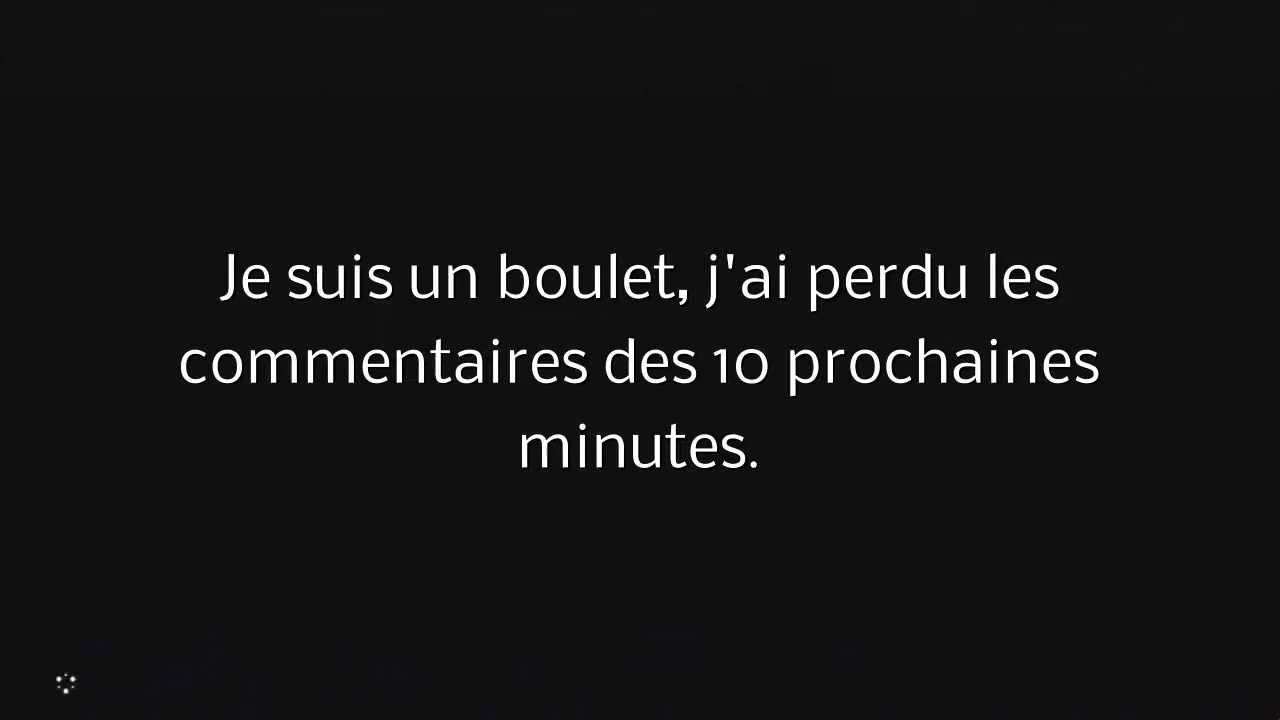 Je suis un boulet, j'ai perdu les
commentaires des 10 prochaines
minutes.